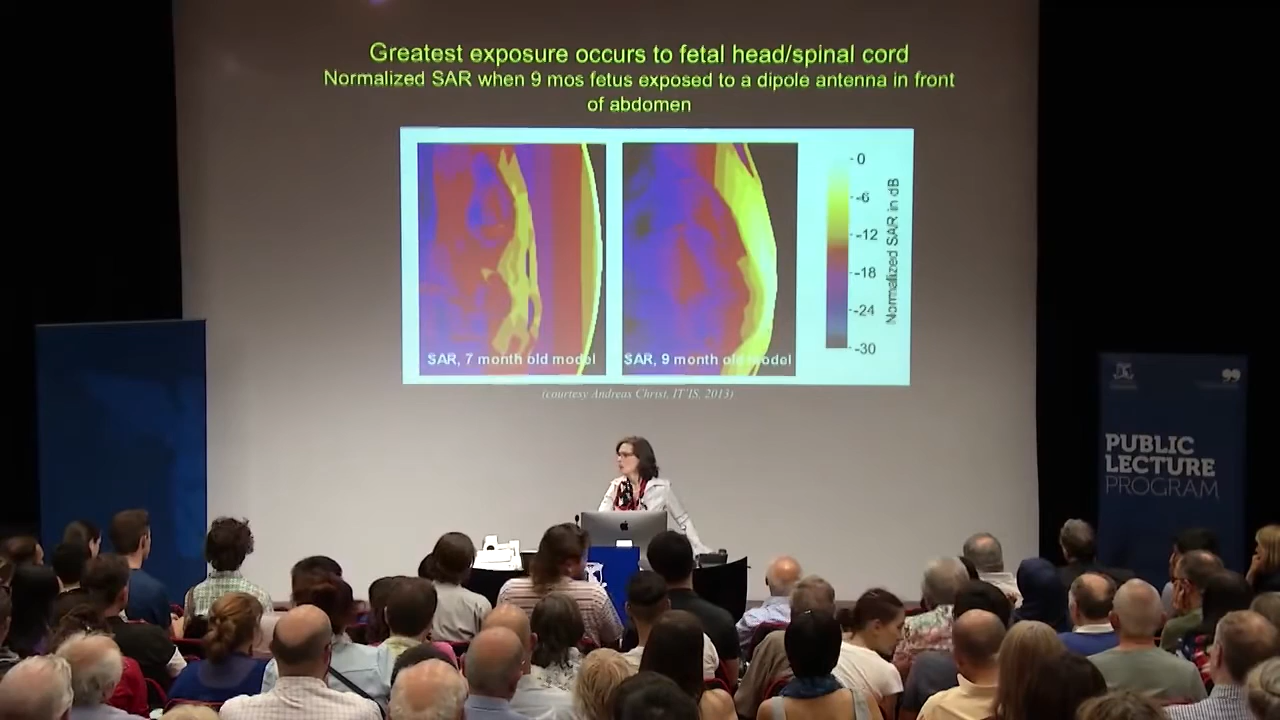 Greatest exposure occurs to fetal head/spinal cord
Normalized SAR when 9 mos fetus exposed to a dipole antenna in front
of abdomen
0
-6
-12
-18
-24
-30
Normalized SAR in dB
SAR, 7 month old model
SAR, 9 month old model
(courtesy Andreas Christ, IT'IS, 2013)
PUBLIC
LECTURE
PROGRAM